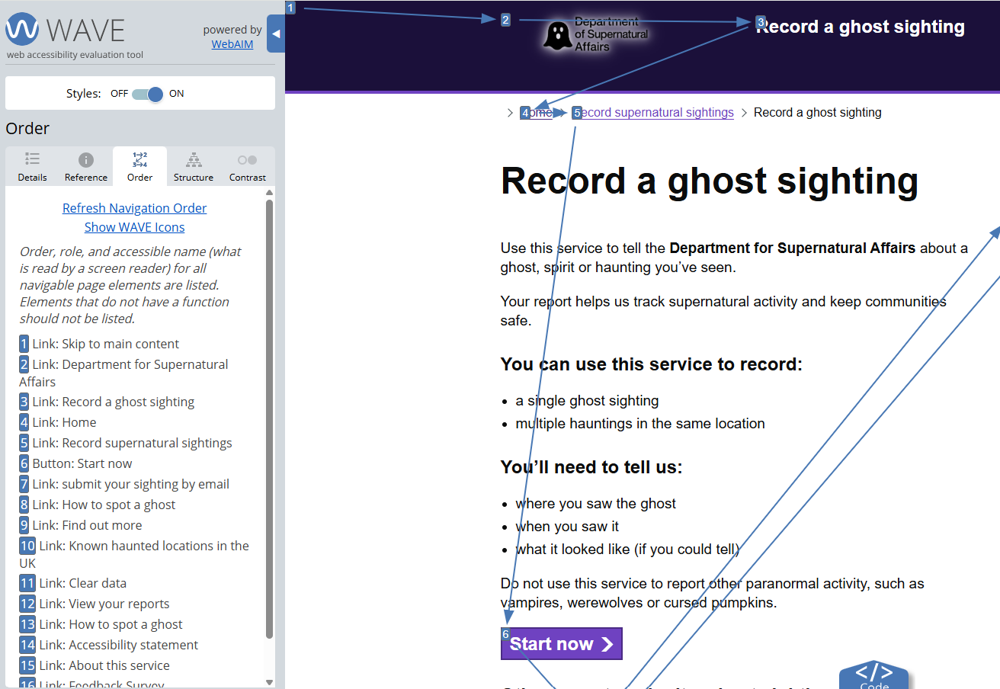 WAVE
web accessibility evaluation tool
powered by
WebAIM
Styles: OFF ON
Order
Details Reference Order Structure Contrast
Refresh Navigation Order
Show WAVE Icons
Order, role, and accessible name (what
is read by a screen reader) for all
navigable page elements are listed.
Elements that do not have a function
should not be listed.
1 Link: Skip to main content
2 Link: Department for Supernatural
Affairs
3 Link: Record a ghost sighting
4 Link: Home
5 Link: Record supernatural sightings
6 Button: Start now
7 Link: submit your sighting by email
8 Link: How to spot a ghost
9 Link: Find out more
10 Link: Known haunted locations in the
UK
11 Link: Clear data
12 Link: View your reports
13 Link: How to spot a ghost
14 Link: Accessibility statement
15 Link: About this service
16 Link: Feedback Survey
1
2
Department
of Supernatural
Affairs
3 Record a ghost sighting
4 Home 5 Record supernatural sightings Record a ghost sighting
Record a ghost sighting
Use this service to tell the Department for Supernatural Affairs about a
ghost, spirit or haunting you’ve seen.
Your report helps us track supernatural activity and keep communities
safe.
You can use this service to record:
a single ghost sighting
multiple hauntings in the same location
You’ll need to tell us:
where you saw the ghost
when you saw it
what it looked like (if you could tell)
Do not use this service to report other paranormal activity, such as
vampires, werewolves or cursed pumpkins.
6
Start now
</>
Code